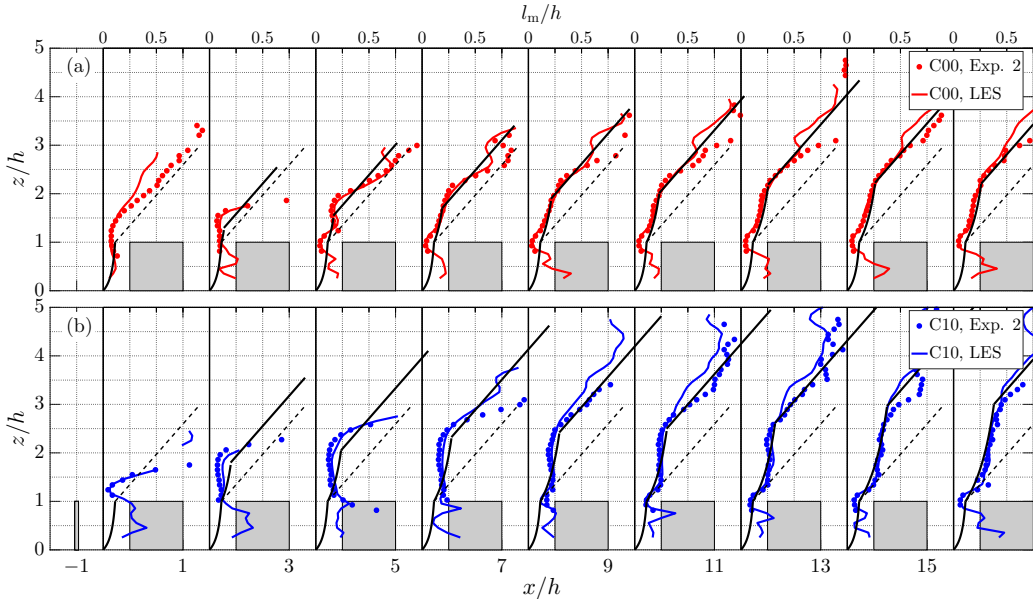 l_m/h
0 0.5 0 0.5 0 0.5 0 0.5 0 0.5 0 0.5 0 0.5 0 0.5 0 0.5
5
(a)
C00, Exp. 2
C00, LES
4
3
z/h
2
1
0
5
(b)
C10, Exp. 2
C10, LES
4
3
z/h
2
1
0
−1 1 3 5 7 9 11 13 15
x/h